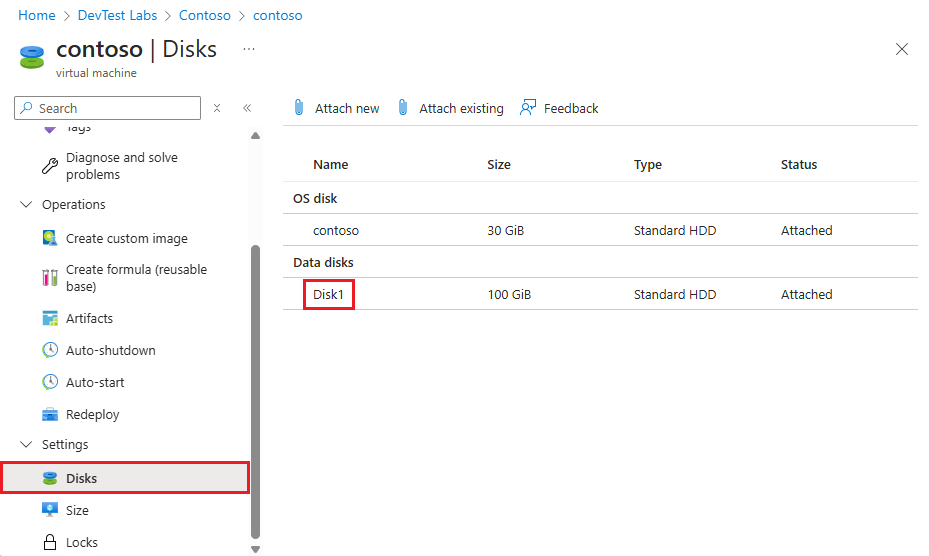 Home > DevTest Labs > Contoso > contoso
contoso | Disks ...
virtual machine
Search
Attach new
Attach existing
Feedback
Tags
Diagnose and solve
problems
Operations
Create custom image
Create formula (reusable
base)
Artifacts
Auto-shutdown
Auto-start
Redeploy
Settings
Disks
Size
Locks
Name Size Type Status
OS disk
contoso 30 GiB Standard HDD Attached
Data disks
Disk1 100 GiB Standard HDD Attached